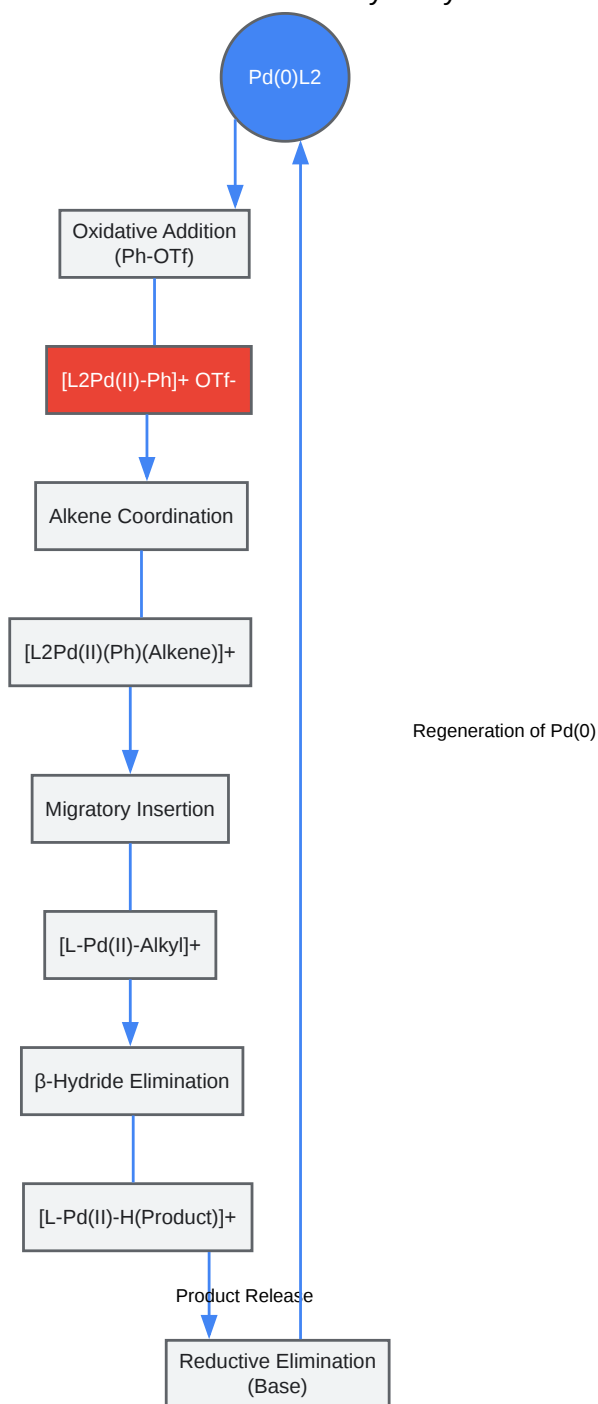 Pd(0)L2
Oxidative Addition
(Ph-OTf)
[L2Pd(II)-Ph]+ OTf-
Alkene Coordination
[L2Pd(II)(Ph)(Alkene)]+
Regeneration of Pd(0)
Migratory Insertion
[L-Pd(II)-Alkyl]+
β-Hydride Elimination
[L-Pd(II)-H(Product)]+
Product Release
Reductive Elimination
(Base)